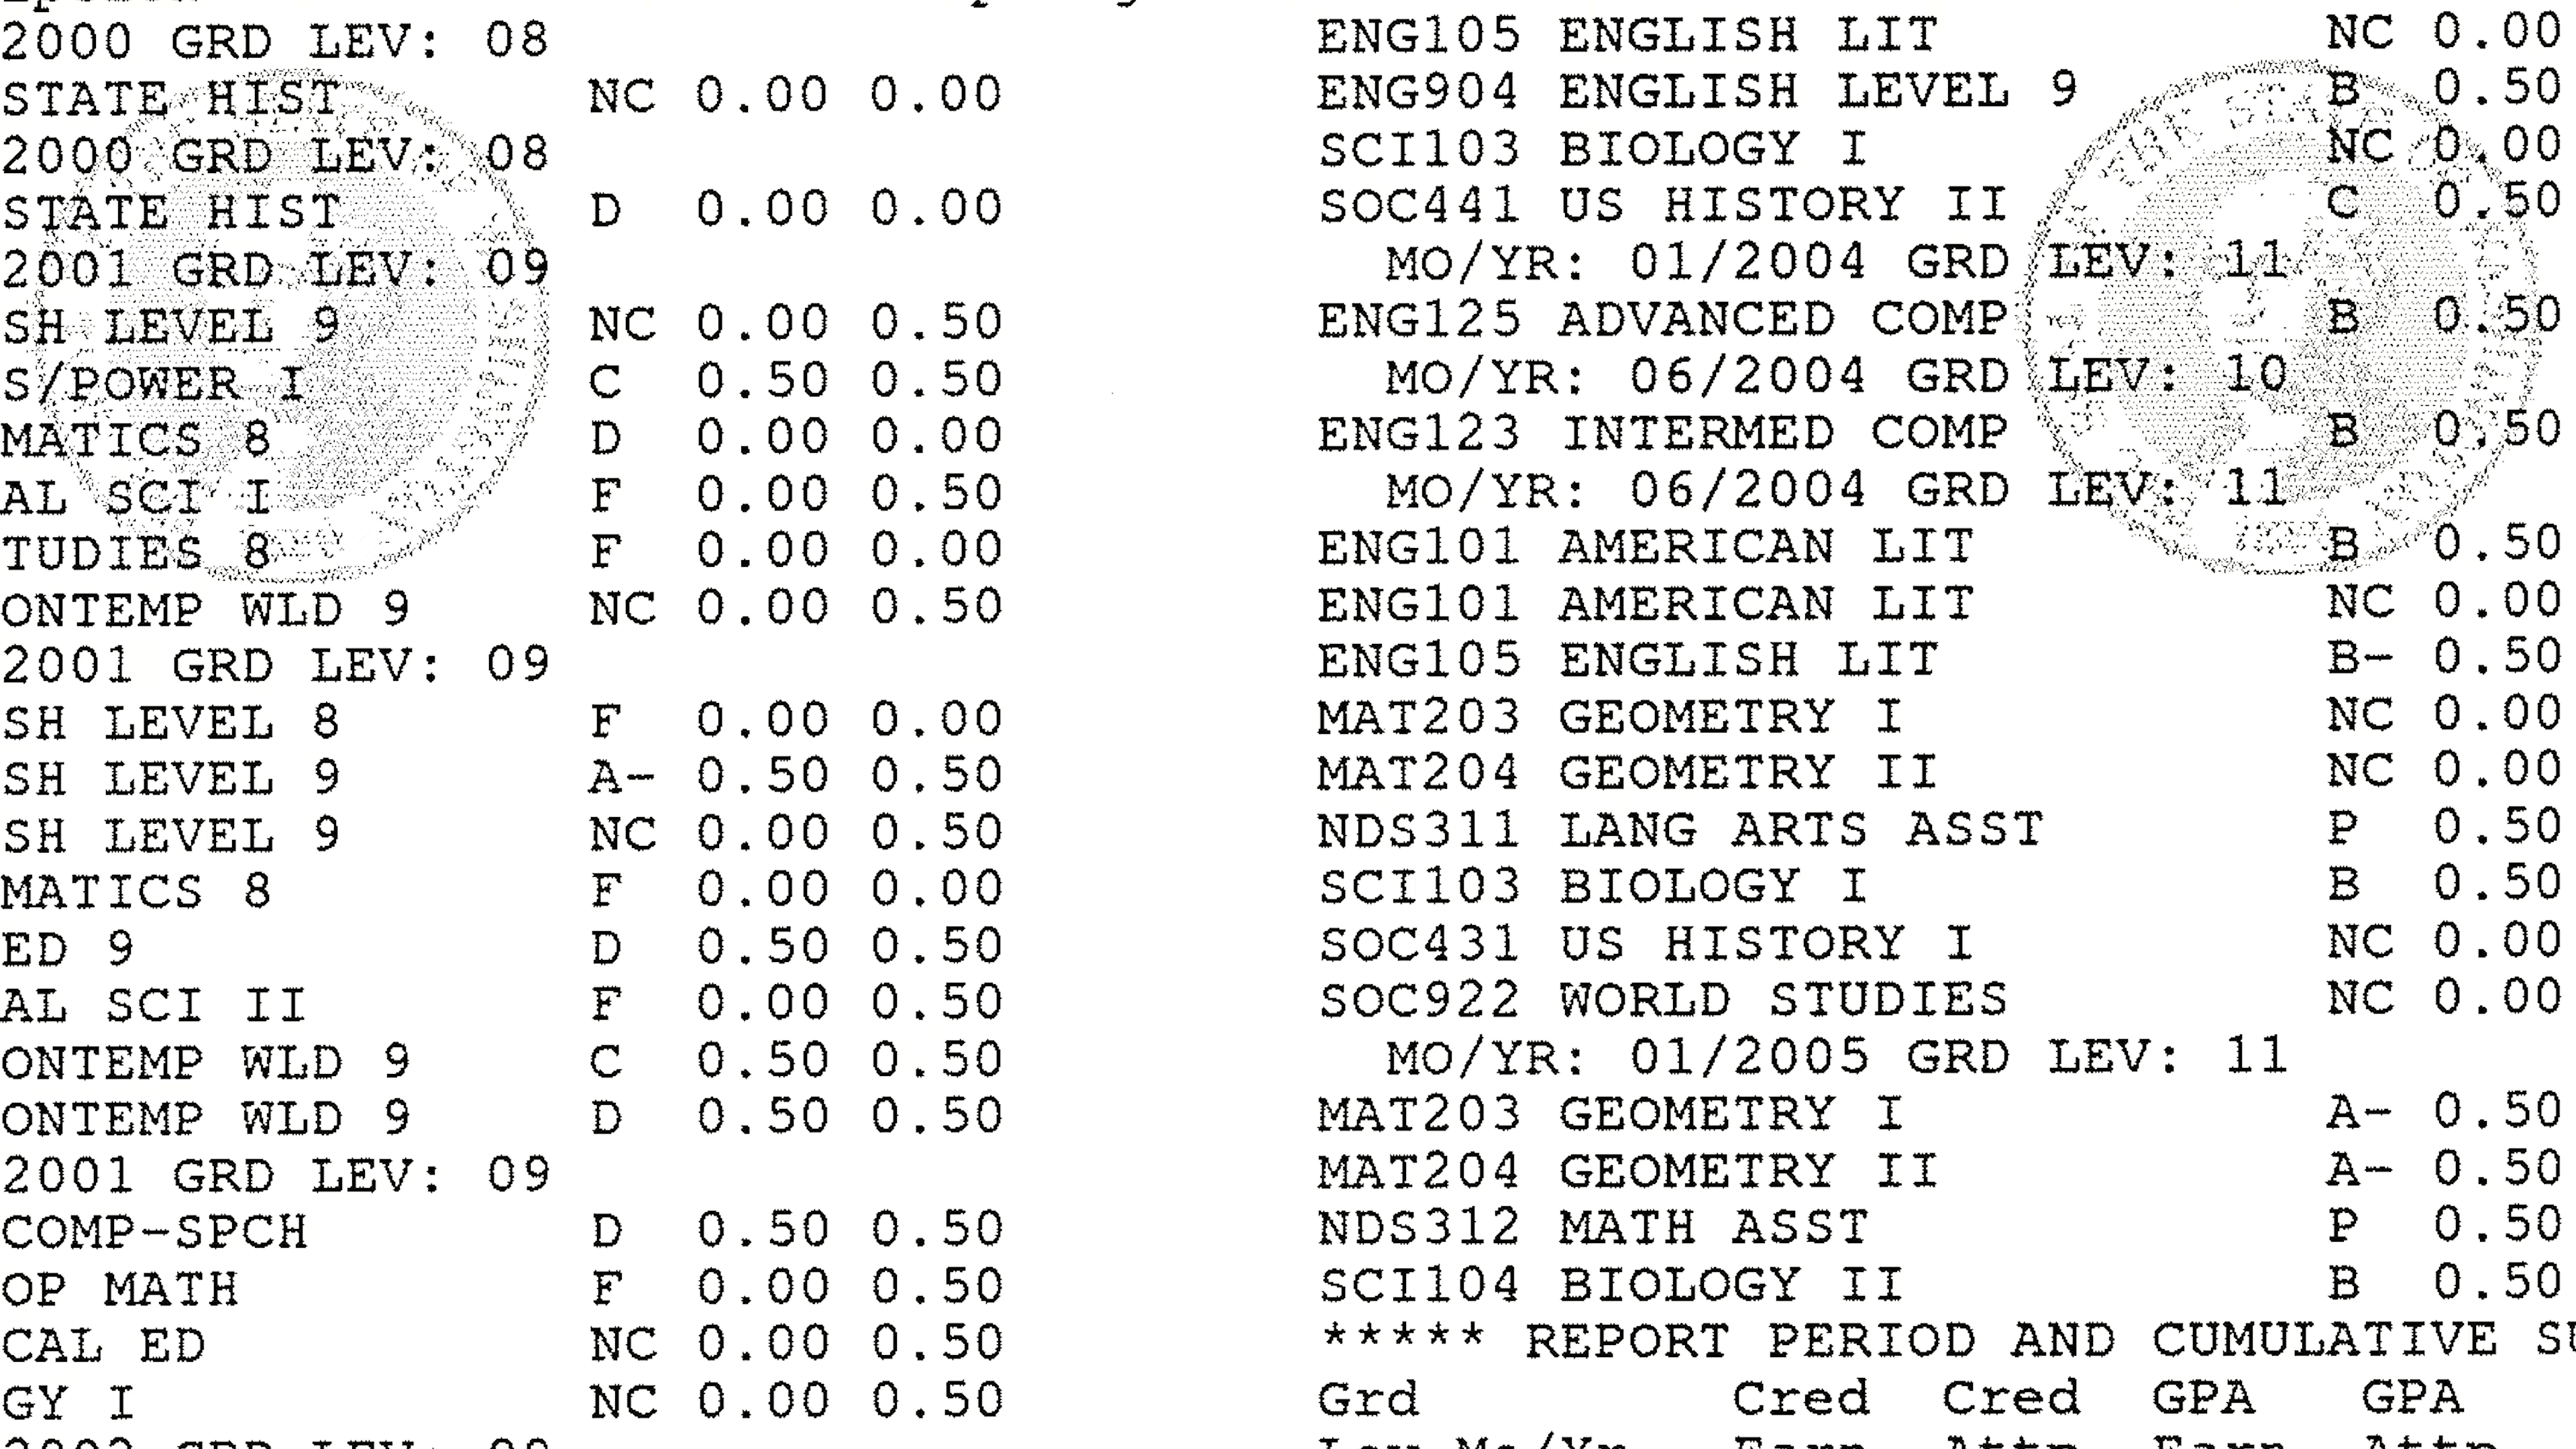 2000 GRD LEV: 08
STATE HIST NC 0.00 0.00
2000 GRD LEV: 08
STATE HIST D 0.00 0.00
2001 GRD LEV: 09
SH LEVEL 9 NC 0.00 0.50
S/POWER I C 0.50 0.50
MATICS 8 D 0.00 0.00
AL SCI I F 0.00 0.50
TUDIES 8 F 0.00 0.00
ONTEMP WLD 9 NC 0.00 0.50
2001 GRD LEV: 09
SH LEVEL 8 F 0.00 0.00
SH LEVEL 9 A- 0.50 0.50
SH LEVEL 9 NC 0.00 0.50
MATICS 8 F 0.00 0.00
ED 9 D 0.50 0.50
AL SCI II F 0.00 0.50
ONTEMP WLD 9 C 0.50 0.50
ONTEMP WLD 9 D 0.50 0.50
2001 GRD LEV: 09
COMP-SPCH D 0.50 0.50
OP MATH F 0.00 0.50
CAL ED NC 0.00 0.50
GY I NC 0.00 0.50
ENG105 ENGLISH LIT NC 0.00
ENG904 ENGLISH LEVEL 9 B 0.50
SCI103 BIOLOGY I NC 0.00
SOC441 US HISTORY II C 0.50
MO/YR: 01/2004 GRD LEV: 11
ENG125 ADVANCED COMP B 0.50
MO/YR: 06/2004 GRD LEV: 10
ENG123 INTERMED COMP B 0.50
MO/YR: 06/2004 GRD LEV: 11
ENG101 AMERICAN LIT B 0.50
ENG101 AMERICAN LIT NC 0.00
ENG105 ENGLISH LIT B- 0.50
MAT203 GEOMETRY I NC 0.00
MAT204 GEOMETRY II NC 0.00
NDS311 LANG ARTS ASST P 0.50
SCI103 BIOLOGY I B 0.50
SOC431 US HISTORY I NC 0.00
SOC922 WORLD STUDIES NC 0.00
MO/YR: 01/2005 GRD LEV: 11
MAT203 GEOMETRY I A- 0.50
MAT204 GEOMETRY II A- 0.50
NDS312 MATH ASST P 0.50
SCI104 BIOLOGY II B 0.50
***** REPORT PERIOD AND CUMULATIVE SU
Grd Cred Cred GPA GPA